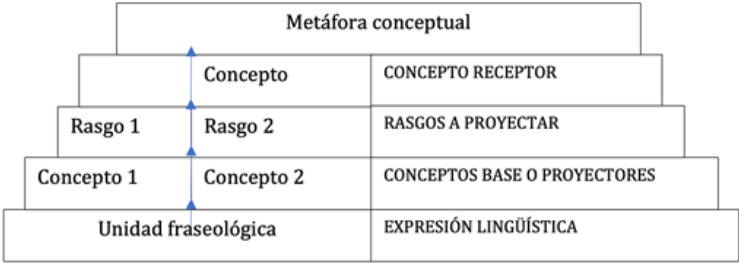 Metáfora conceptual
Concepto CONCEPTO RECEPTOR
Rasgo 1 Rasgo 2 RASGOS A PROYECTAR
Concepto 1 Concepto 2 CONCEPTOS BASE O PROYECTORES
Unidad fraseológica EXPRESIÓN LINGÜÍSTICA